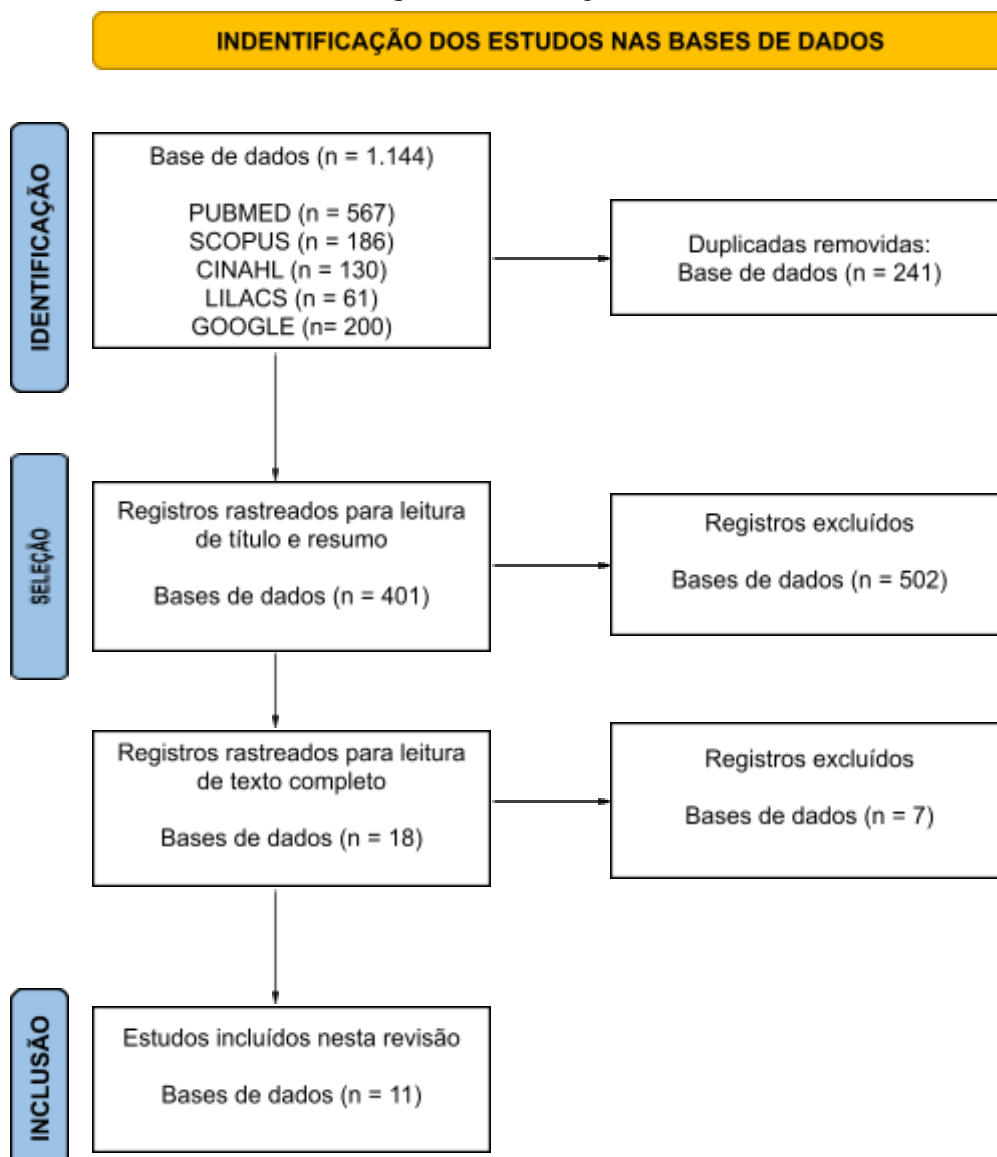 INDENTIFICAÇÃO DOS ESTUDOS NAS BASES DE DADOS
IDENTIFICAÇÃO
Base de dados (n = 1.144)
PUBMED (n = 567)
SCOPUS (n = 186)
CINAHL (n = 130)
LILACS (n = 61)
GOOGLE (n= 200)
Duplicadas removidas:
Base de dados (n = 241)
SELEÇÃO
Registros rastreados para leitura
de título e resumo
Bases de dados (n = 401)
Registros excluídos
Bases de dados (n = 502)
Registros rastreados para leitura
de texto completo
Bases de dados (n = 18)
Registros excluídos
Bases de dados (n = 7)
INCLUSÃO
Estudos incluídos nesta revisão
Bases de dados (n = 11)